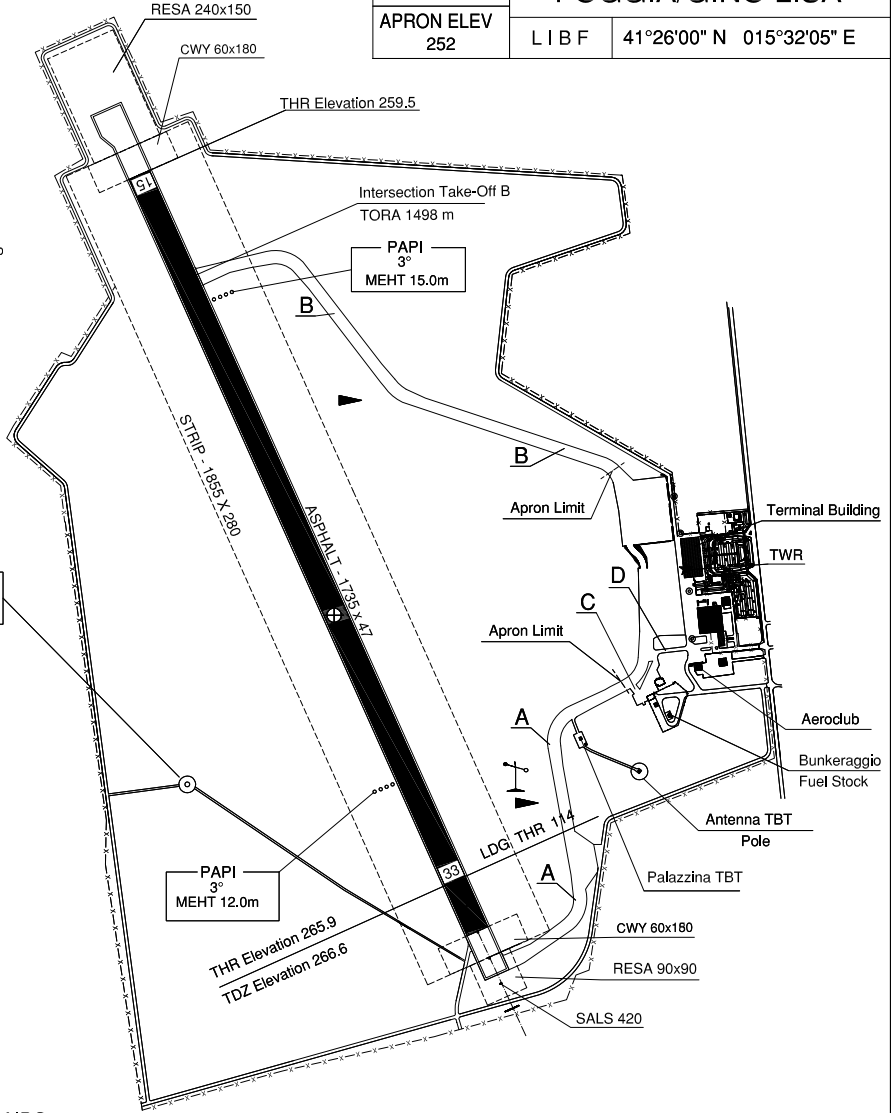 RESA 240x150
APRON ELEV
252
LIBF
41°26'00" N 015°32'05" E
CWY 60x180
THR Elevation 259.5
15
Intersection Take-Off B
TORA 1498 m
PAPI
3°
MEHT 15.0m
B
STRIP - 1855 X 280
B
Apron Limit
Terminal Building
ASPHALT - 1735 x 47
TWR
D
C
Apron Limit
A
Aeroclub
Bunkeraggio
Fuel Stock
LDG THR 114
Antenna TBT
Pole
33
PAPI
3°
MEHT 12.0m
A
Palazzina TBT
THR Elevation 265.9
TDZ Elevation 266.6
CWY 60x180
RESA 90x90
SALS 420